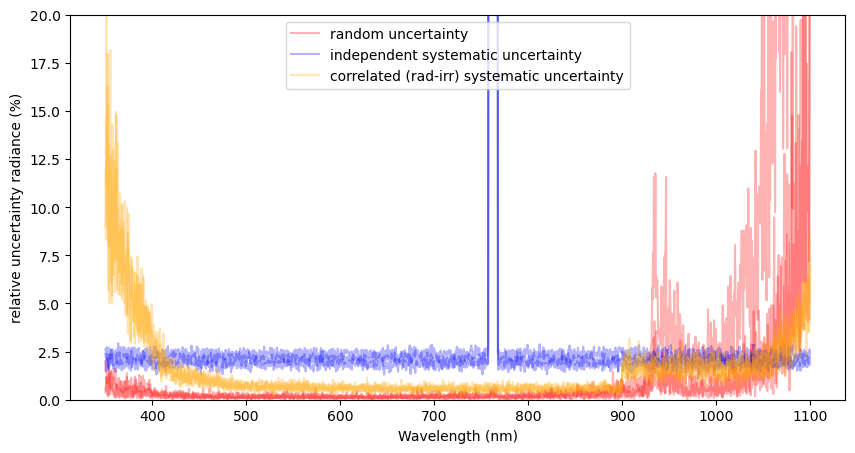 random uncertainty
independent systematic uncertainty
correlated (rad-irr) systematic uncertainty
relative uncertainty radiance (%)
20.0
17.5
15.0
12.5
10.0
7.5
5.0
2.5
0.0
400 500 600 700 800 900 1000 1100
Wavelength (nm)